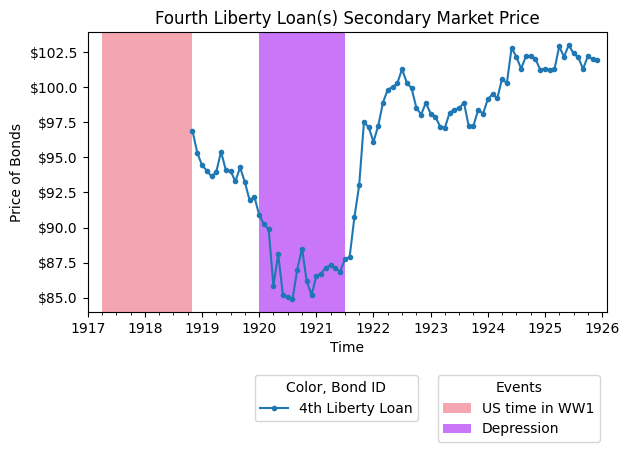 Fourth Liberty Loan(s) Secondary Market Price
Price of Bonds
$102.5
$100.0
$97.5
$95.0
$92.5
$90.0
$87.5
$85.0
1917 1918 1919 1920 1921 1922 1923 1924 1925 1926
Time
Color, Bond ID
4th Liberty Loan
Events
US time in WW1
Depression